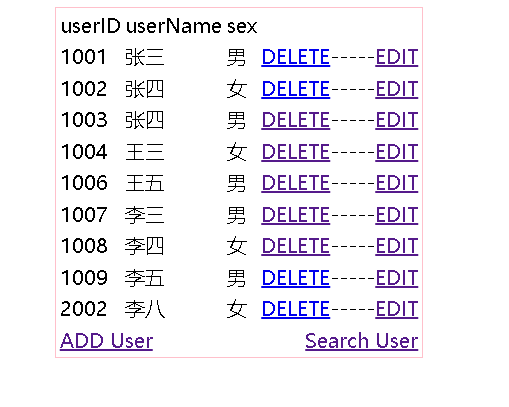 userID userName sex
1001 张三 男 DELETE-----EDIT
1002 张四 女 DELETE-----EDIT
1003 张四 男 DELETE-----EDIT
1004 王三 女 DELETE-----EDIT
1006 王五 男 DELETE-----EDIT
1007 李三 男 DELETE-----EDIT
1008 李四 女 DELETE-----EDIT
1009 李五 男 DELETE-----EDIT
2002 李八 女 DELETE-----EDIT
ADD User Search User